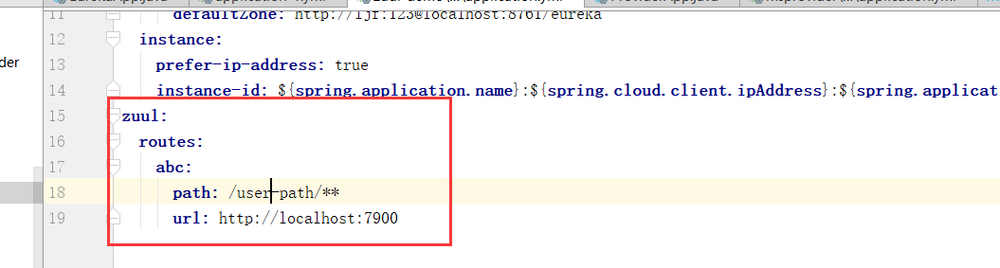 der
11 defaultZone: http://ljf:123@localhost:8761/eureka
12 instance:
13 prefer-ip-address: true
14 instance-id: ${spring.application.name}:${spring.cloud.client.ipAddress}:${spring.applicat
15 zuul:
16 routes:
17 abc:
18 path: /user-path/**
19 url: http://localhost:7900